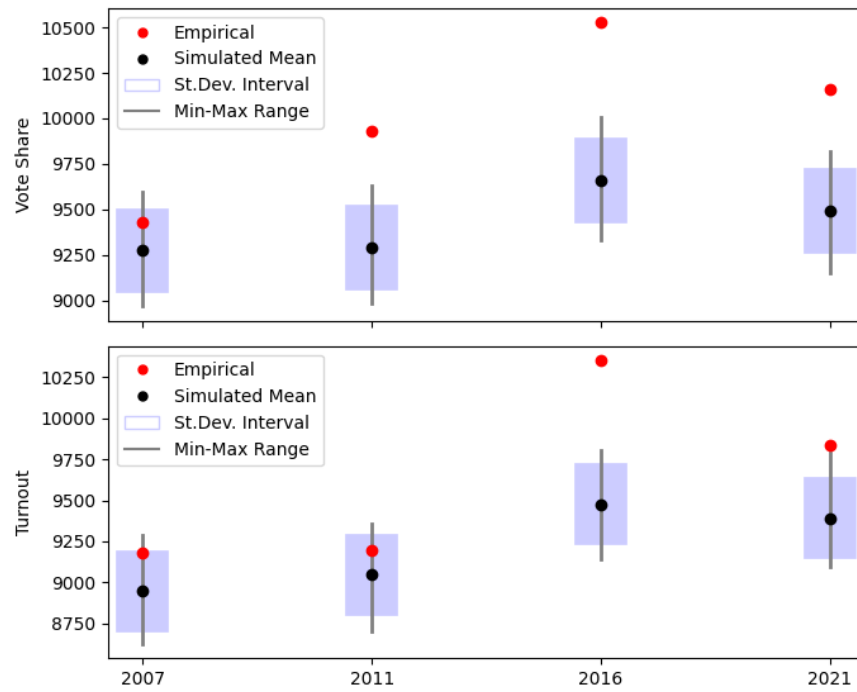 10500
10250
10000
9750
9500
9250
9000
Vote Share
Empirical
Simulated Mean
St.Dev. Interval
Min-Max Range
10250
10000
9750
9500
9250
9000
8750
Turnout
Empirical
Simulated Mean
St.Dev. Interval
Min-Max Range
2007 2011 2016 2021